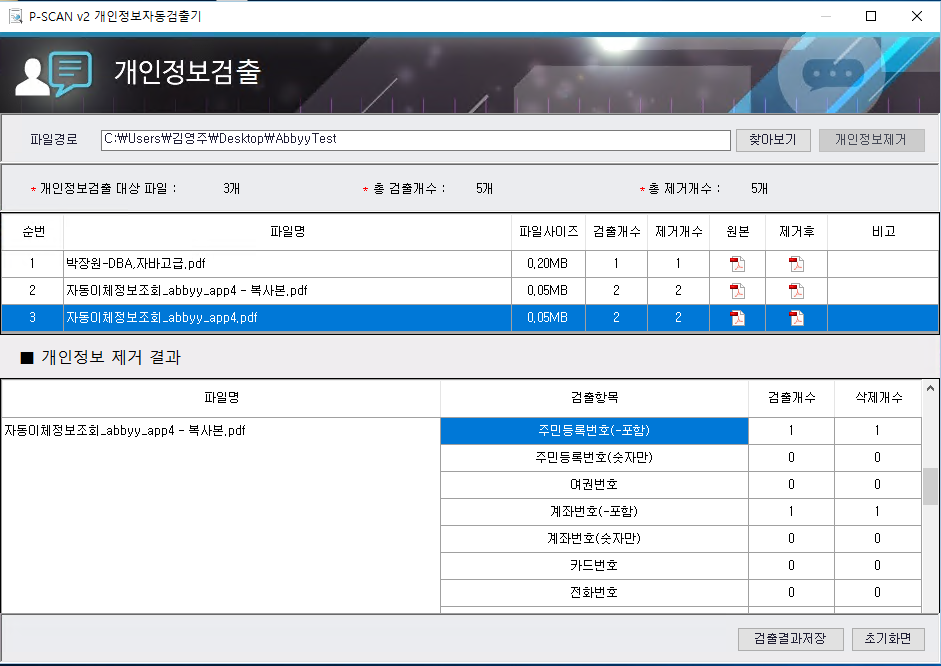 P-SCAN v2 개인정보자동검출기
개인정보검출
파일경로 C:₩Users₩김영주₩Desktop₩AbbyyTest 찾아보기 개인정보제거
* 개인정보검출 대상 파일 : 3개 * 총 검출개수 : 5개 * 총 제거개수 : 5개
순번 파일명 파일사이즈 검출개수 제거개수 원본 제거후 비고
1 박장원-DBA,자바고급.pdf 0.20MB 1 1
2 자동이체정보조회_abbyy_app4 - 복사본.pdf 0.05MB 2 2
3 자동이체정보조회_abbyy_app4.pdf 0.05MB 2 2
■ 개인정보 제거 결과
파일명 검출항목 검출개수 삭제개수
자동이체정보조회_abbyy_app4 - 복사본.pdf 주민등록번호(-포함) 1 1
주민등록번호(숫자만) 0 0
여권번호 0 0
계좌번호(-포함) 1 1
계좌번호(숫자만) 0 0
카드번호 0 0
전화번호 0 0
검출결과저장 초기화면